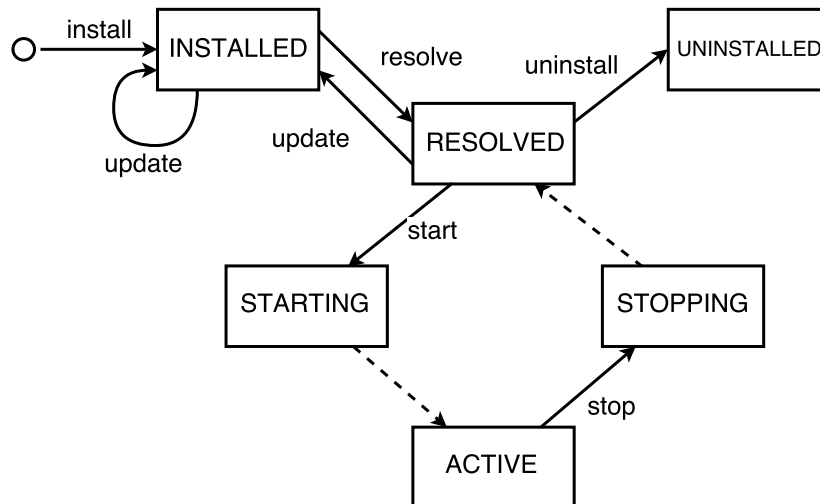 install
INSTALLED
resolve
uninstall
UNINSTALLED
update
update
RESOLVED
start
STARTING
STOPPING
stop
ACTIVE